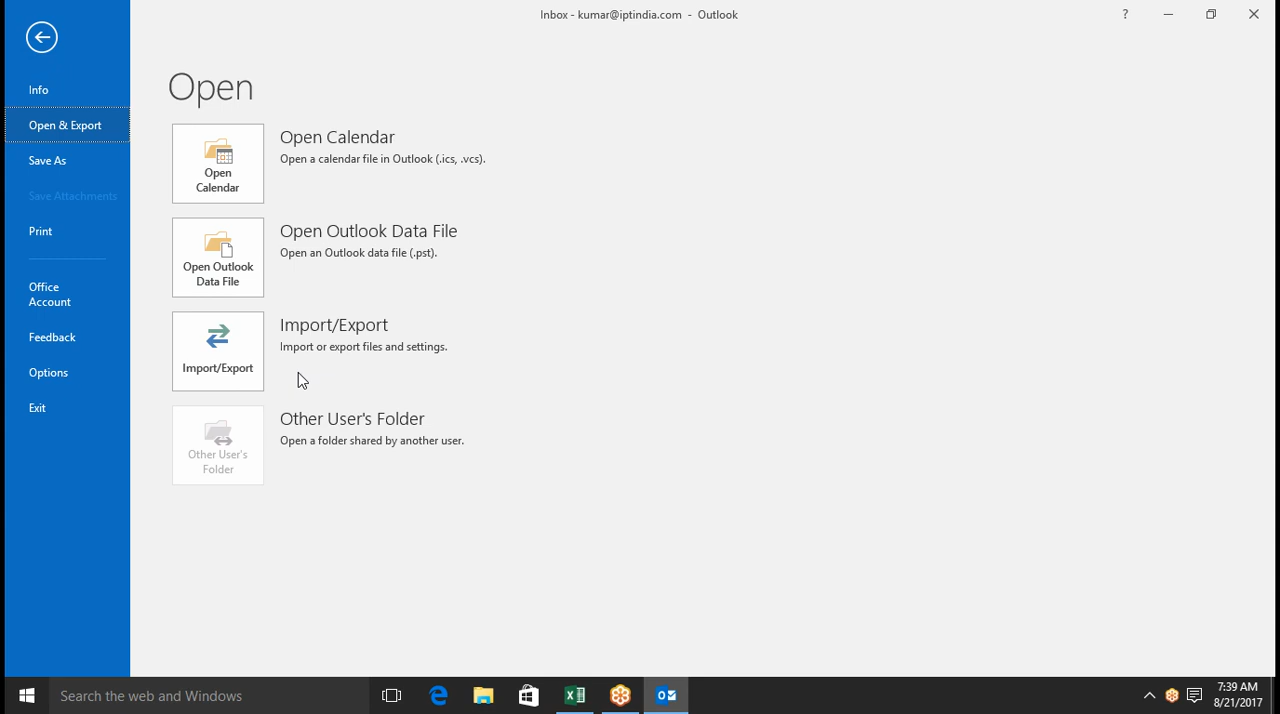 Inbox - kumar@iptindia.com - Outlook
?
Info
Open & Export
Save As
Save Attachments
Print
Office
Account
Feedback
Options
Exit
Open
Open
Calendar
Open Calendar
Open a calendar file in Outlook (.ics, .vcs).
Open Outlook
Data File
Open Outlook Data File
Open an Outlook data file (.pst).
Import/Export
Import/Export
Import or export files and settings.
Other User's
Folder
Other User's Folder
Open a folder shared by another user.
Search the web and Windows
7:39 AM
8/21/2017